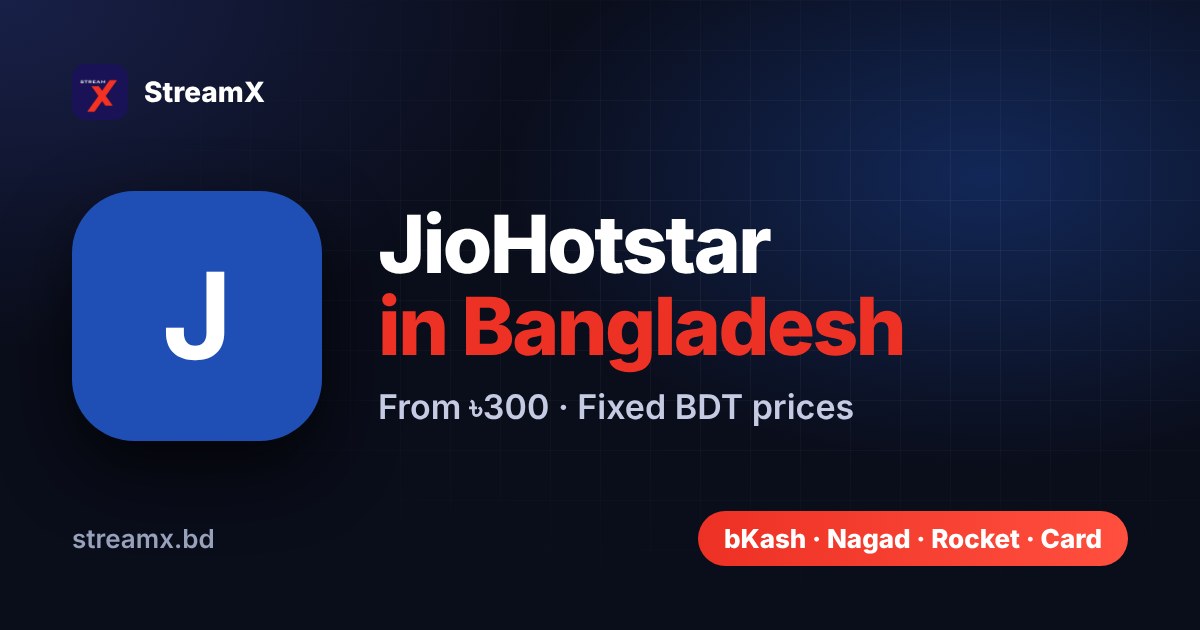 STREAM
X
StreamX
J
JioHotstar
in Bangladesh
From ৳300 · Fixed BDT prices
streamx.bd
bKash · Nagad · Rocket · Card